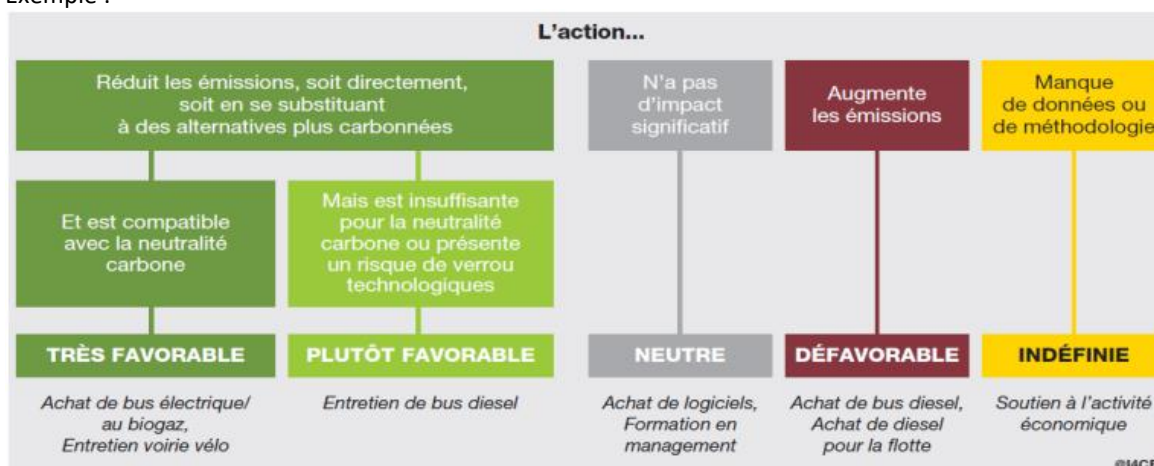 Exemple :
L'action...
Réduit les émissions, soit directement,
soit en se substituant
à des alternatives plus carbonnées
N'a pas
d'impact
significatif
Augmente
les émissions
Manque
de données ou
de méthodologie
Et est compatible
avec la neutralité
carbone
Mais est insuffisante
pour la neutralité
carbone ou présente
un risque de verrou
technologiques
TRÈS FAVORABLE
PLUTÔT FAVORABLE
NEUTRE
DÉFAVORABLE
INDÉFINIE
Achat de bus électrique/
au biogaz,
Entretien voirie vélo
Entretien de bus diesel
Achat de logiciels,
Formation en
management
Achat de bus diesel,
Achat de diesel
pour la flotte
Soutien à l'activité
économique
@I4CE